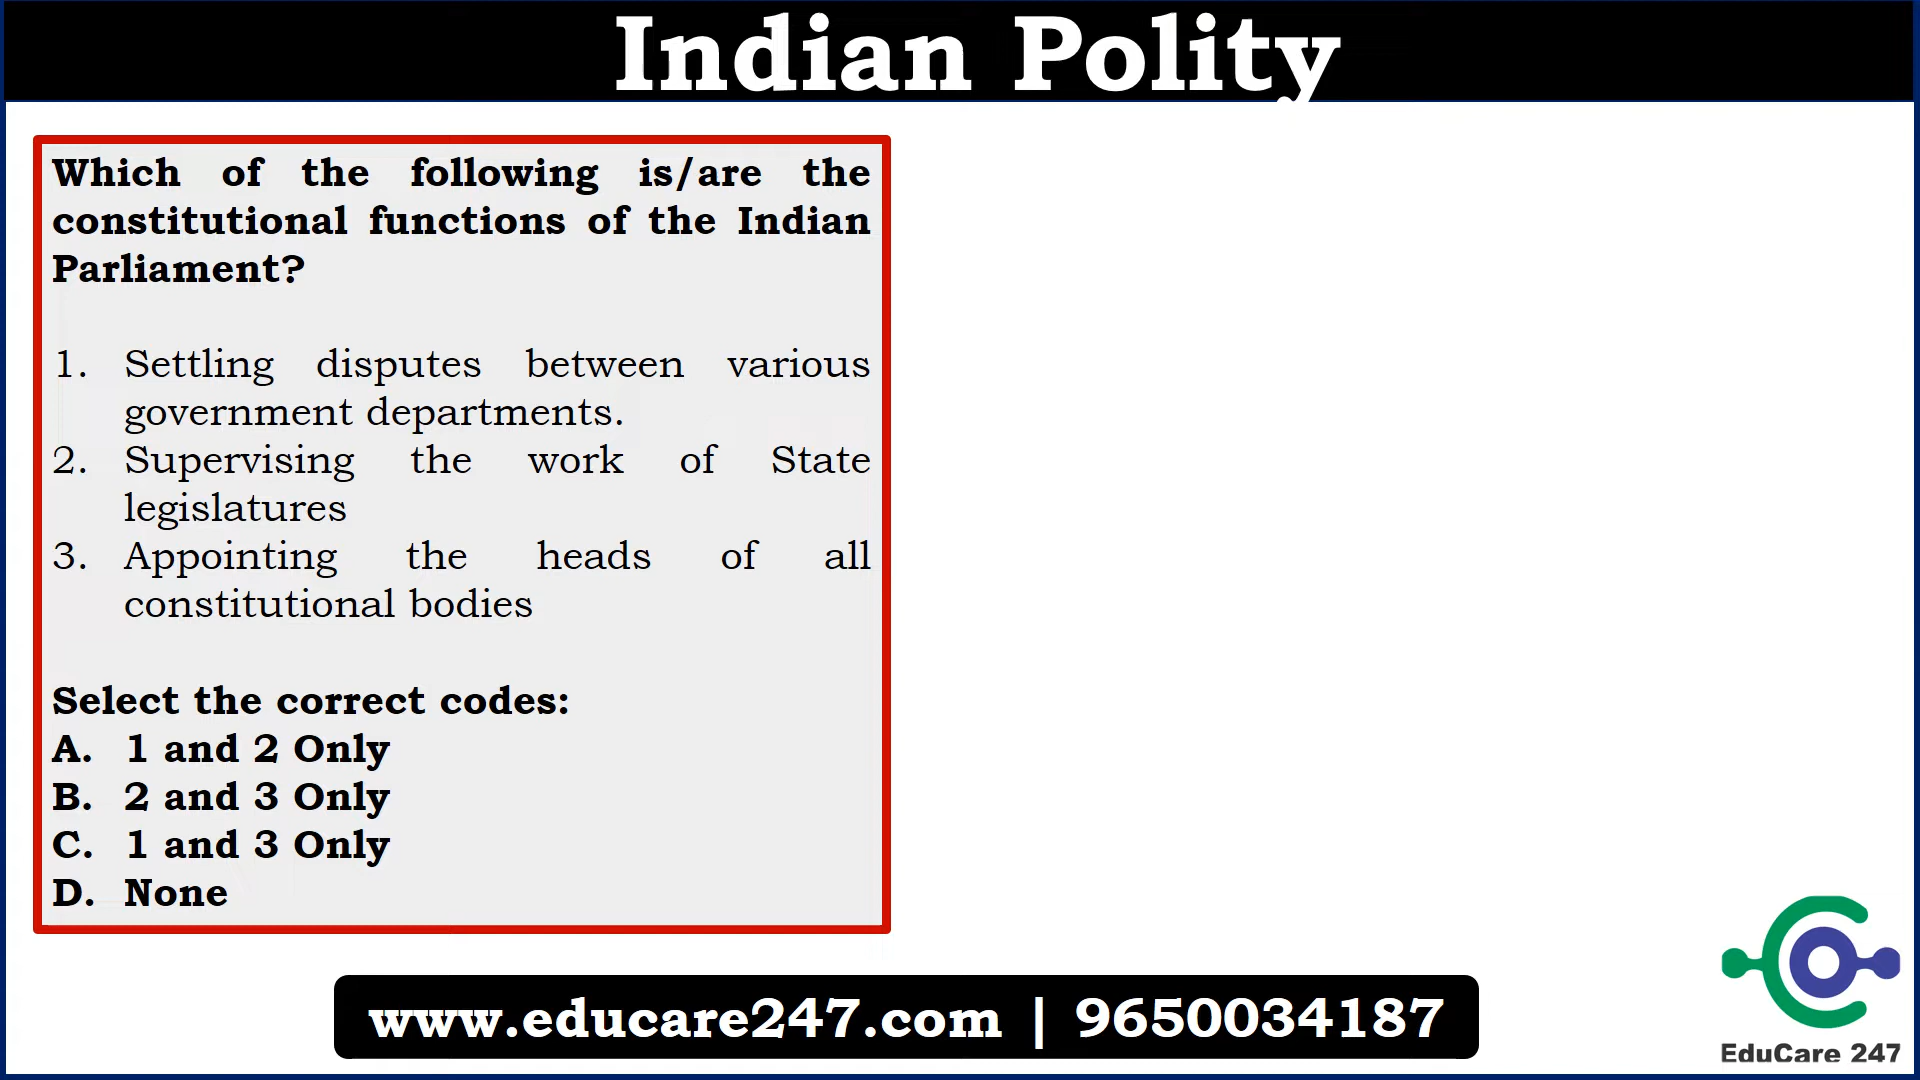 Indian Polity
Which of the following is/are the
constitutional functions of the Indian
Parliament?
1. Settling disputes between various
government departments.
2. Supervising the work of State
legislatures
3. Appointing the heads of all
constitutional bodies
Select the correct codes:
A. 1 and 2 Only
B. 2 and 3 Only
C. 1 and 3 Only
D. None
www.educare247.com | 9650034187
EduCare 247